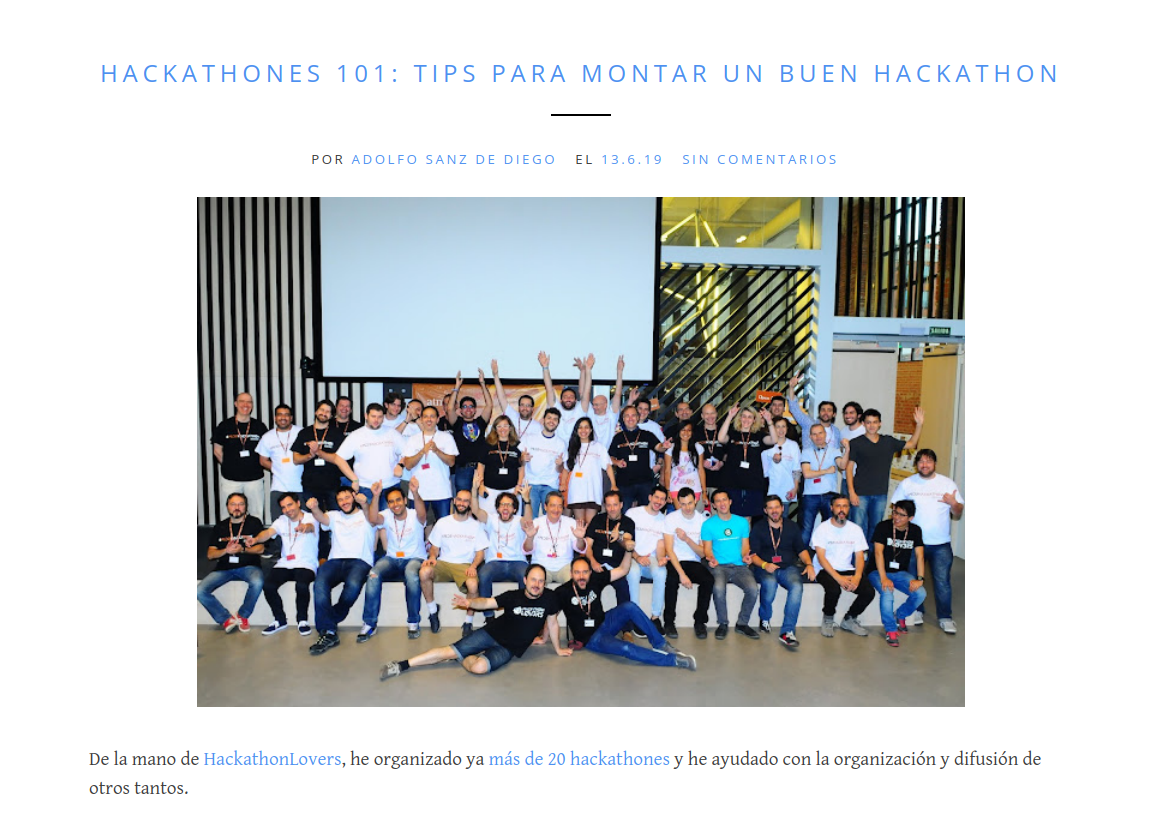 HACKATHONES 101: TIPS PARA MONTAR UN BUEN HACKATHON
POR ADOLFO SANZ DE DIEGO EL 13.6.19 SIN COMENTARIOS
SALIDA
De la mano de HackathonLovers, he organizado ya más de 20 hackathones y he ayudado con la organización y difusión de
otros tantos.